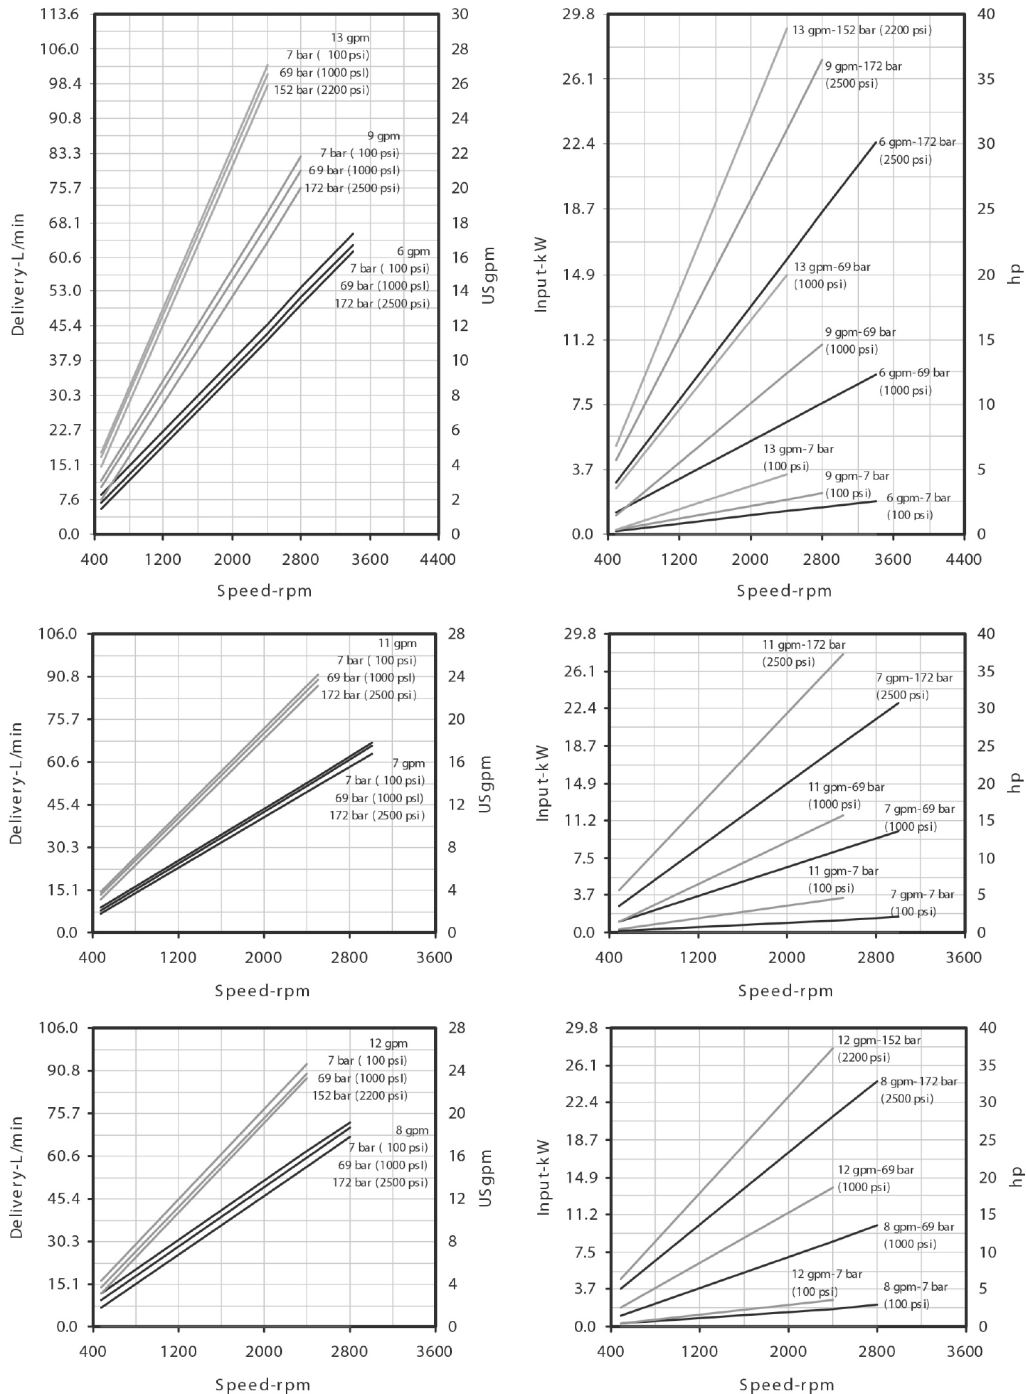 113.6
106.0
98.4
90.8
83.3
75.7
68.1
60.6
53.0
45.4
37.9
30.3
22.7
15.1
7.6
0.0
Delivery-L/min
30
28
26
24
22
20
18
16
14
12
10
8
6
4
2
0
USgpm
13 gpm
7 bar ( 100 psi)
69 bar (1000 psI)
152 bar (2200 psi)
9 gpm
7 bar ( 100 psi)
69 bar (1000 psI)
172 bar (2500 psi)
6 gpm
7 bar ( 100 psi)
69 bar (1000 psI)
172 bar (2500 psi)
400 1200 2000 2800 3600 4400
Speed-rpm
29.8
26.1
22.4
18.7
14.9
11.2
7.5
3.7
0.0
Input-kW
40
35
30
25
20
15
10
5
0
hp
13 gpm-152 bar (2200 psi)
9 gpm-172 bar
(2500 psi)
6 gpm-172 bar
(2500 psi)
13 gpm-69 bar
(1000 psi)
9 gpm-69 bar
(1000 psi)
6 gpm-69 bar
(1000 psi)
13 gpm-7 bar
(100 psi)
9 gpm-7 bar
(100 psi)
6 gpm-7 bar
(100 psi)
400 1200 2000 2800 3600 4400
Speed-rpm
106.0
90.8
75.7
60.6
45.4
30.3
15.1
0.0
Delivery-L/min
28
24
20
16
12
8
4
0
USgpm
11 gpm
7 bar ( 100 psi)
69 bar (1000 psI)
172 bar (2500 psi)
7 gpm
7 bar ( 100 psi)
69 bar (1000 psI)
172 bar (2500 psi)
400 1200 2000 2800 3600
Speed-rpm
29.8
26.1
22.4
18.7
14.9
11.2
7.5
3.7
0.0
Input-kW
40
35
30
25
20
15
10
5
0
hp
11 gpm-172 bar
(2500 psi)
7 gpm-172 bar
(2500 psi)
11 gpm-69 bar
(1000 psi)
7 gpm-69 bar
(1000 psi)
11 gpm-7 bar
(100 psi)
7 gpm-7 bar
(100 psi)
400 1200 2000 2800 3600
Speed-rpm
106.0
90.8
75.7
60.6
45.4
30.3
15.1
0.0
Delivery-L/min
28
24
20
16
12
8
4
0
USgpm
12 gpm
7 bar ( 100 psi)
69 bar (1000 psI)
152 bar (2200 psi)
8 gpm
7 bar ( 100 psi)
69 bar (1000 psI)
172 bar (2500 psi)
400 1200 2000 2800 3600
Speed-rpm
29.8
26.1
22.4
18.7
14.9
11.2
7.5
3.7
0.0
Input-kW
40
35
30
25
20
15
10
5
0
hp
12 gpm-152 bar
(2200 psi)
8 gpm-172 bar
(2500 psi)
12 gpm-69 bar
(1000 psi)
8 gpm-69 bar
(1000 psi)
12 gpm-7 bar
(100 psi)
8 gpm-7 bar
(100 psi)
400 1200 2000 2800 3600
Speed-rpm